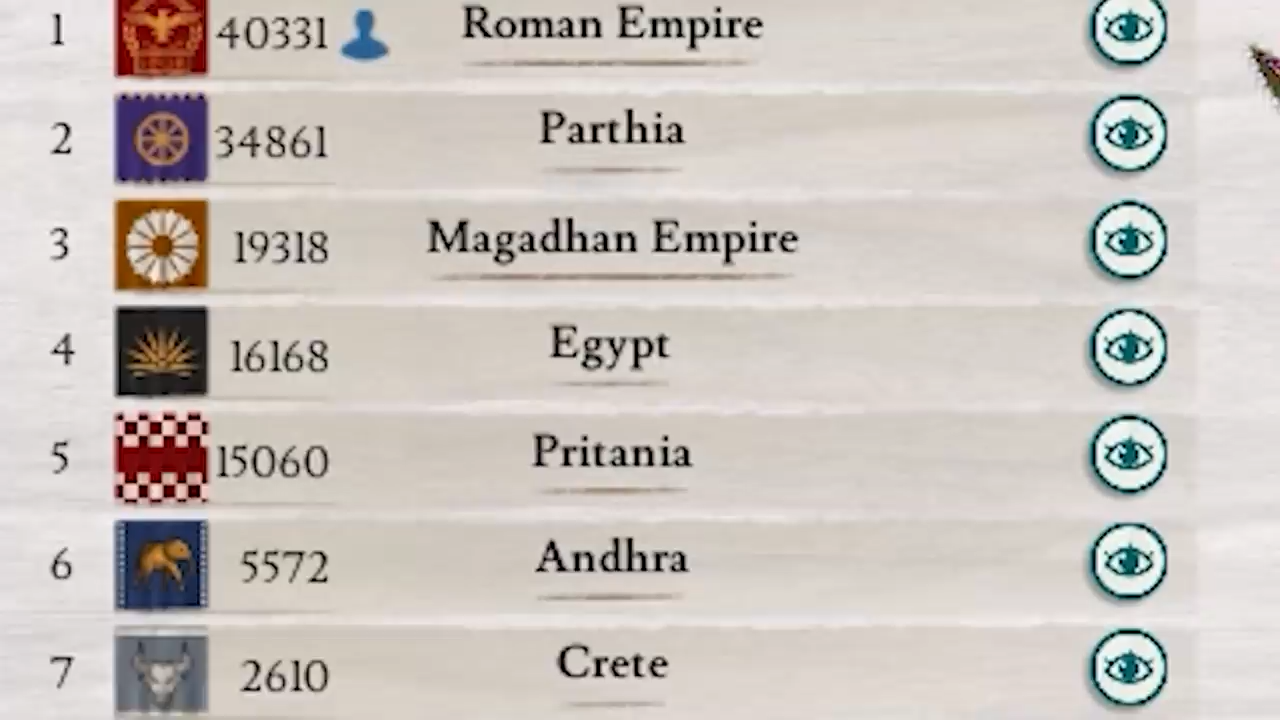 1 40331 Roman Empire
2 34861 Parthia
3 19318 Magadhan Empire
4 16168 Egypt
5 15060 Pritania
6 5572 Andhra
7 2610 Crete